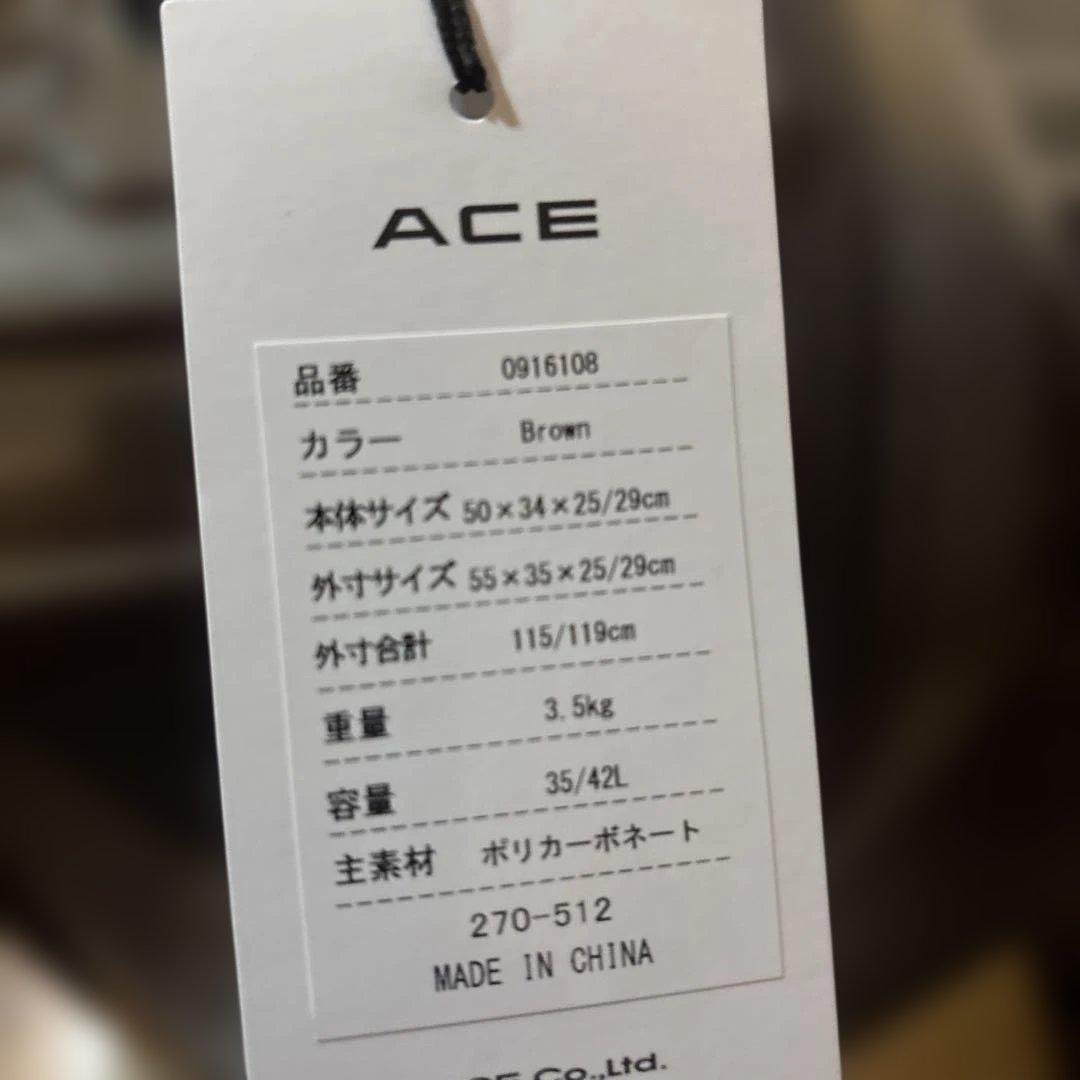 ACE
品番 0916108
カラー Brown
本体サイズ 50×34×25/29cm
外寸サイズ 55×35×25/29cm
外寸合計 115/119cm
重量 3.5kg
容量 35/42L
主素材 ポリカーボネート
270-512
MADE IN CHINA
Co.,Ltd.